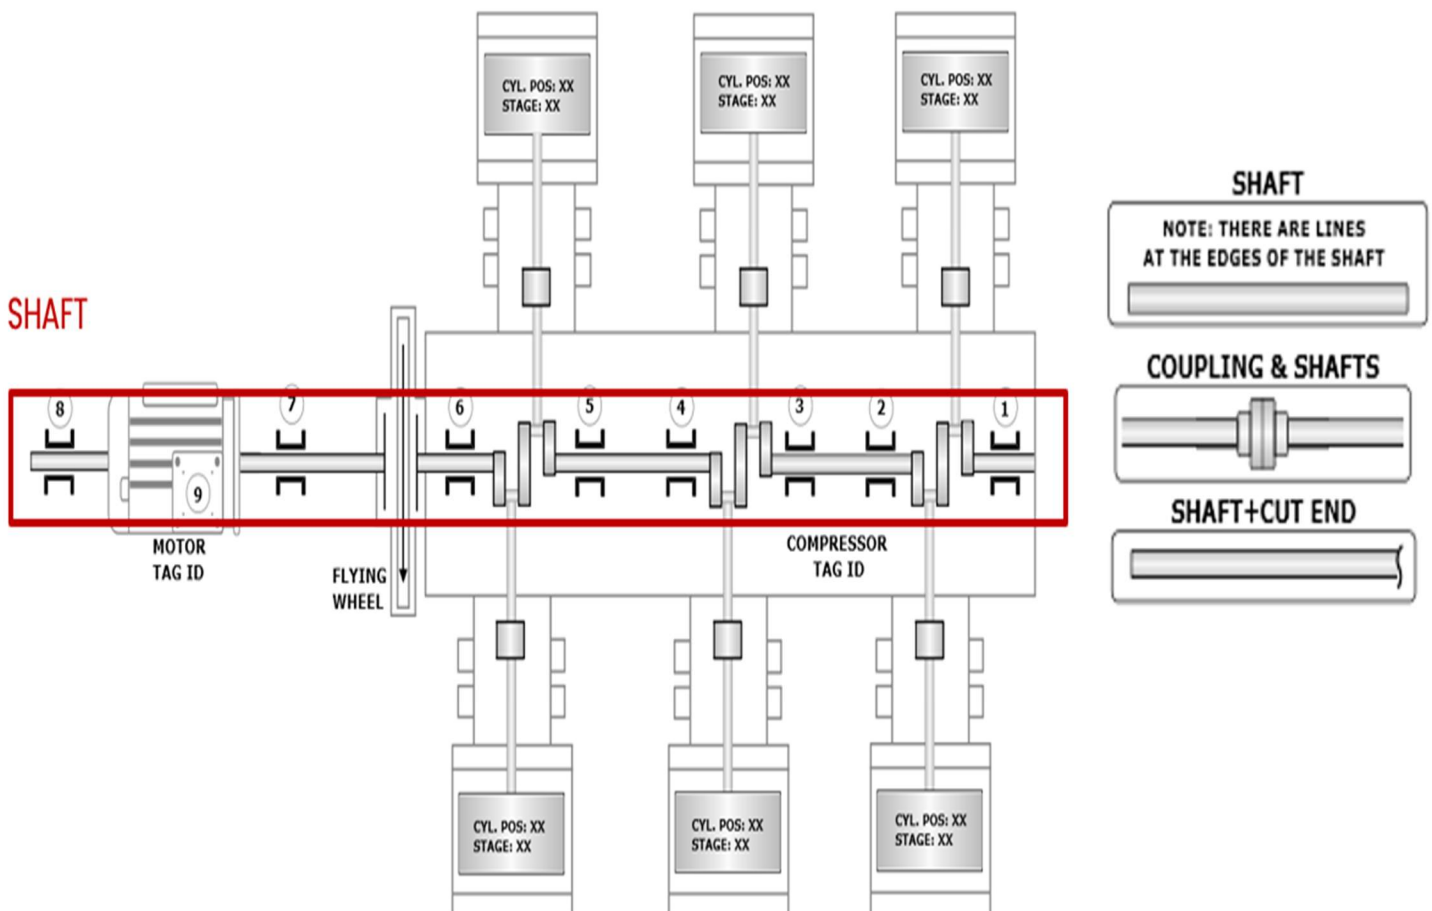 CYL. POS: XX
STAGE: XX
CYL. POS: XX
STAGE: XX
CYL. POS: XX
STAGE: XX
SHAFT
NOTE: THERE ARE LINES
AT THE EDGES OF THE SHAFT
SHAFT
COUPLING & SHAFTS
8
7
6
5
4
3
2
1
9
SHAFT+CUT END
MOTOR
TAG ID
FLYING
WHEEL
COMPRESSOR
TAG ID
CYL. POS: XX
STAGE: XX
CYL. POS: XX
STAGE: XX
CYL. POS: XX
STAGE: XX